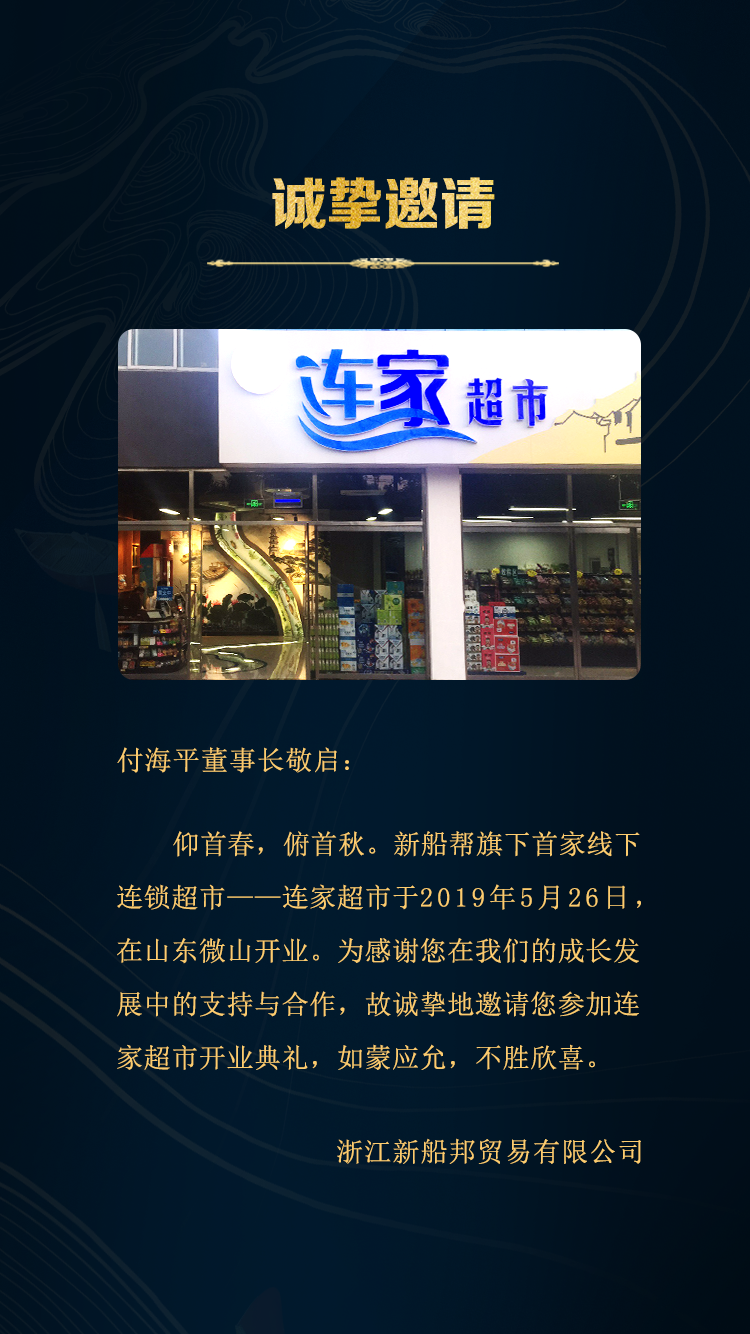 诚挚邀请
连家超市
付海平董事长敬启：
仰首春，俯首秋。新船帮旗下首家线下
连锁超市——连家超市于2019年5月26日，
在山东微山开业。为感谢您在我们的成长发
展中的支持与合作，故诚挚地邀请您参加连
家超市开业典礼，如蒙应允，不胜欣喜。
浙江新船邦贸易有限公司